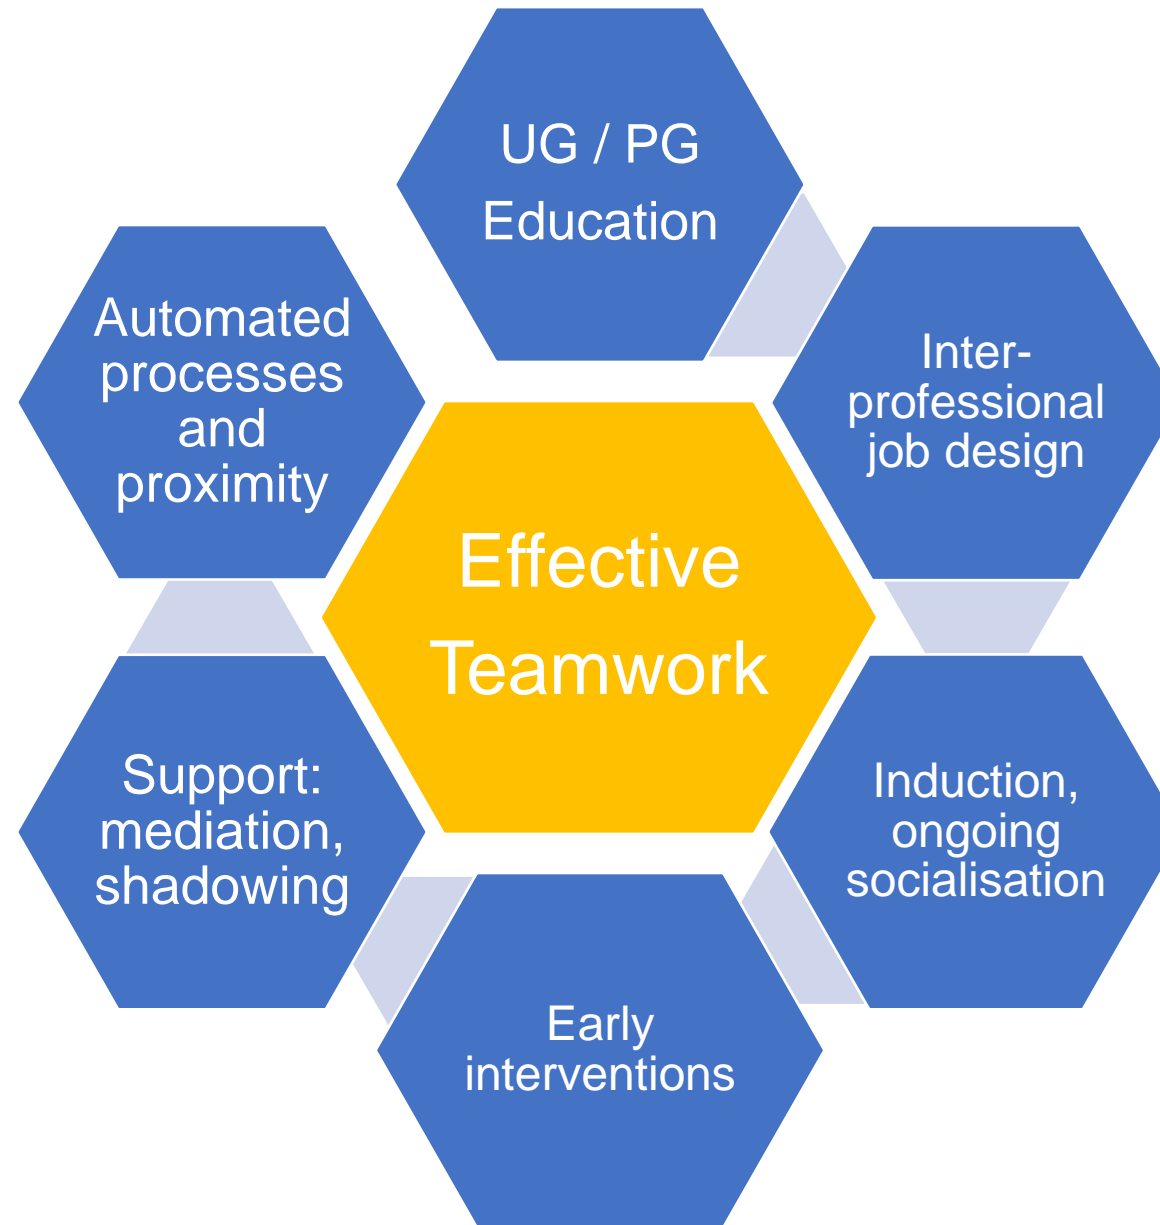 UG / PG
Education
Inter-
professional
job design
Induction,
ongoing
socialisation
Early
interventions
Support:
mediation,
shadowing
Automated
processes
and
proximity
Effective
Teamwork